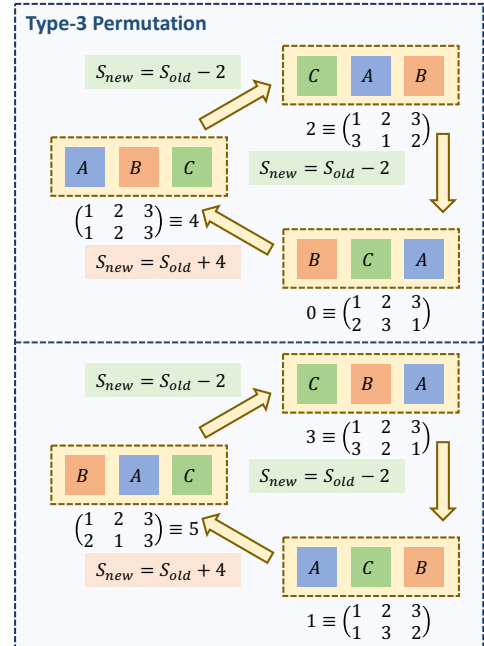 Type-3 Permutation
S_new = S_old − 2
C A B
2 ≡ (1 2 3
3 1 2)
A B C
S_new = S_old − 2
(1 2 3
1 2 3) ≡ 4
B C A
S_new = S_old + 4
0 ≡ (1 2 3
2 3 1)
S_new = S_old − 2
C B A
3 ≡ (1 2 3
3 2 1)
B A C
S_new = S_old − 2
(1 2 3
2 1 3) ≡ 5
A C B
S_new = S_old + 4
1 ≡ (1 2 3
1 3 2)